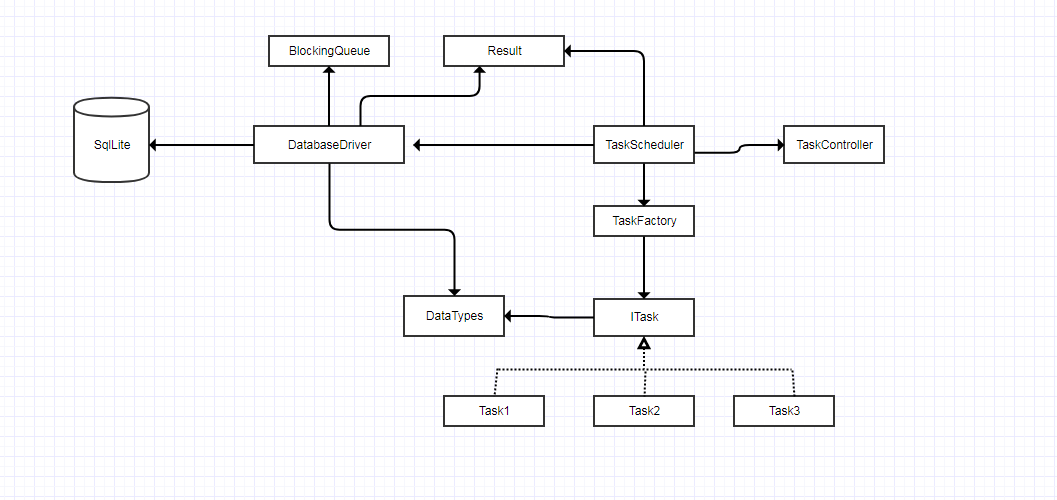 BlockingQueue
Result
SqlLite
DatabaseDriver
TaskScheduler
TaskController
TaskFactory
DataTypes
ITask
Task1
Task2
Task3